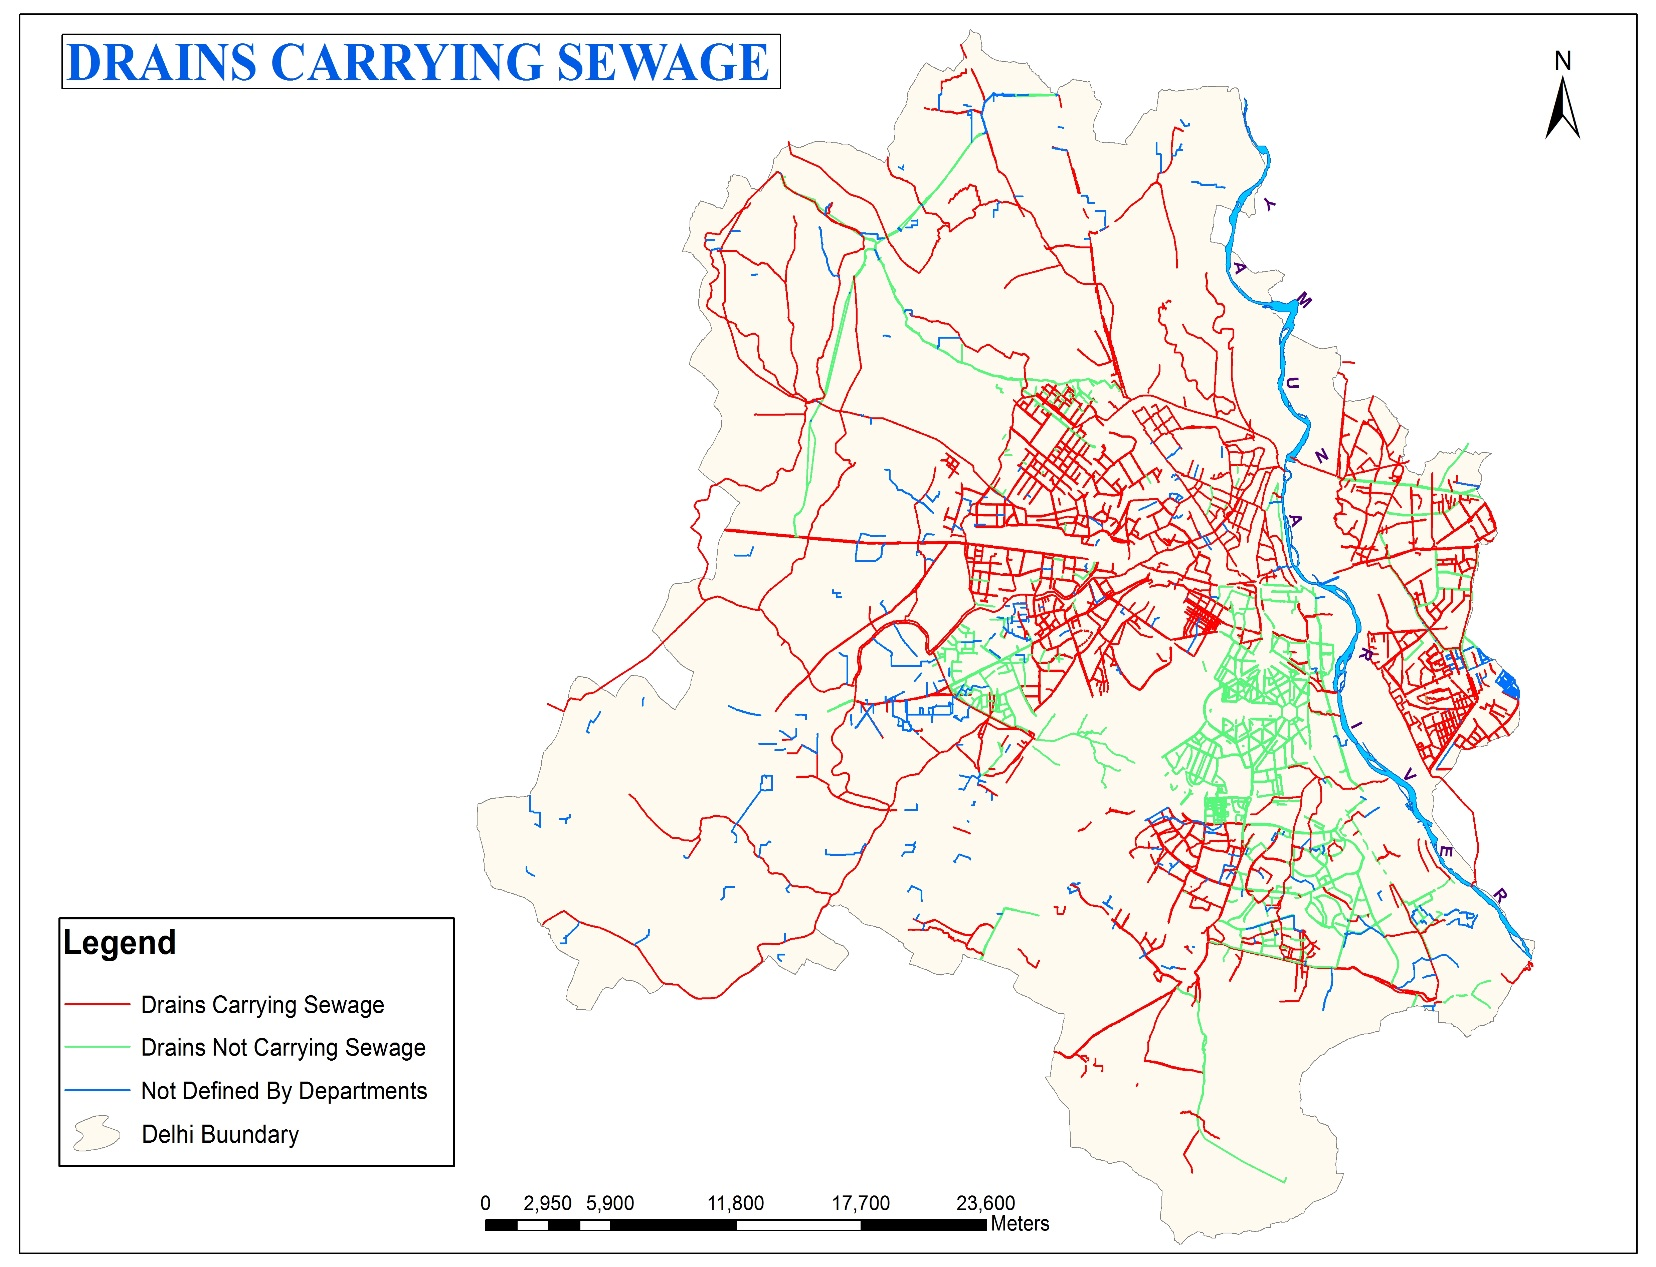 DRAINS CARRYING SEWAGE
N
Y
A
M
U
N
A
R
I
V
E
R
Legend
Drains Carrying Sewage
Drains Not Carrying Sewage
Not Defined By Departments
Delhi Buundary
0 2,950 5,900 11,800 17,700 23,600
Meters